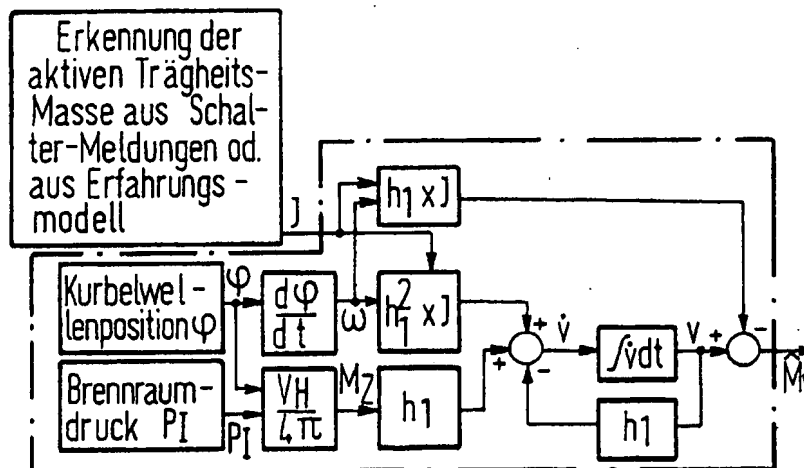 Erkennung der
aktiven Trägheits-
Masse aus Schal-
ter-Meldungen od.
aus Erfahrungs-
modell
J
h1 x J
Kurbelwel-
lenposition φ
φ
dφ
dt
ω
h1² x J
+
+
-
v̇
∫v̇dt
v
+
-
Brennraum-
druck PI
PI
VH
4π
MZ
h1
h1